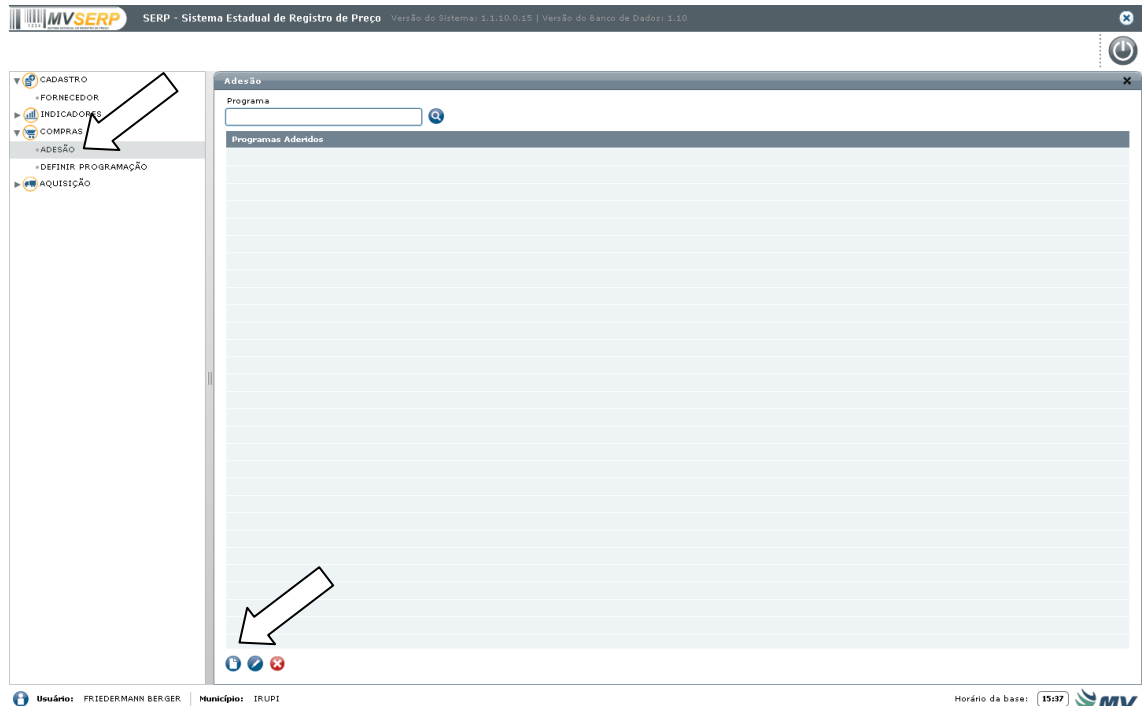 MVSERP SERP - Sistema Estadual de Registro de Preço Versão do Sistema: 1.1.10.0.15 | Versão do Banco de Dados: 1.10
CADASTRO
FORNECEDOR
INDICADORES
COMPRAS
ADESÃO
DEFINIR PROGRAMAÇÃO
AQUISIÇÃO
Adesão
Programa
Programas Aderidos
Usuário: FRIEDERMANN BERGER Município: IRUPI
Horário da base: 15:37 MV